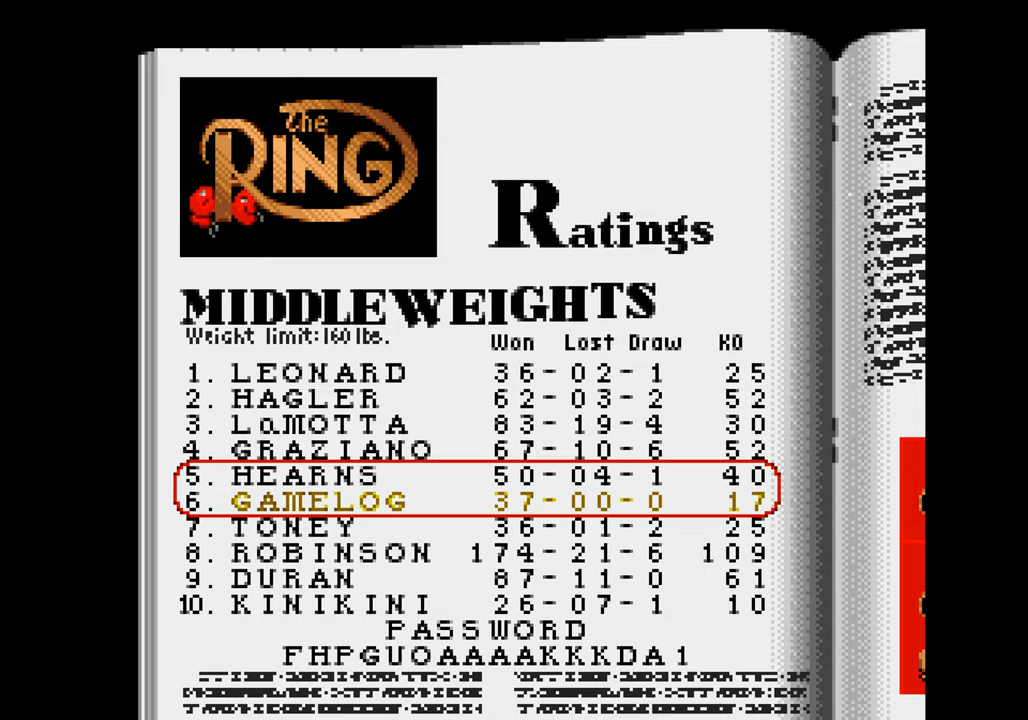 The RING
Ratings
MIDDLEWEIGHTS
Weight limit:160 lbs.
Won Lost Draw KO
1. LEONARD 36-02-1 25
2. HAGLER 62-03-2 52
3. LaMOTTA 83-19-4 30
4. GRAZIANO 67-10-6 52
5. HEARNS 50-04-1 40
6. GAMELOG 37-00-0 17
7. TONEY 36-01-2 25
8. ROBINSON 174-21-6 109
9. DURAN 87-11-0 61
10. KINIKINI 26-07-1 10
PASSWORD
FHPGUOAAAAKKKDA1